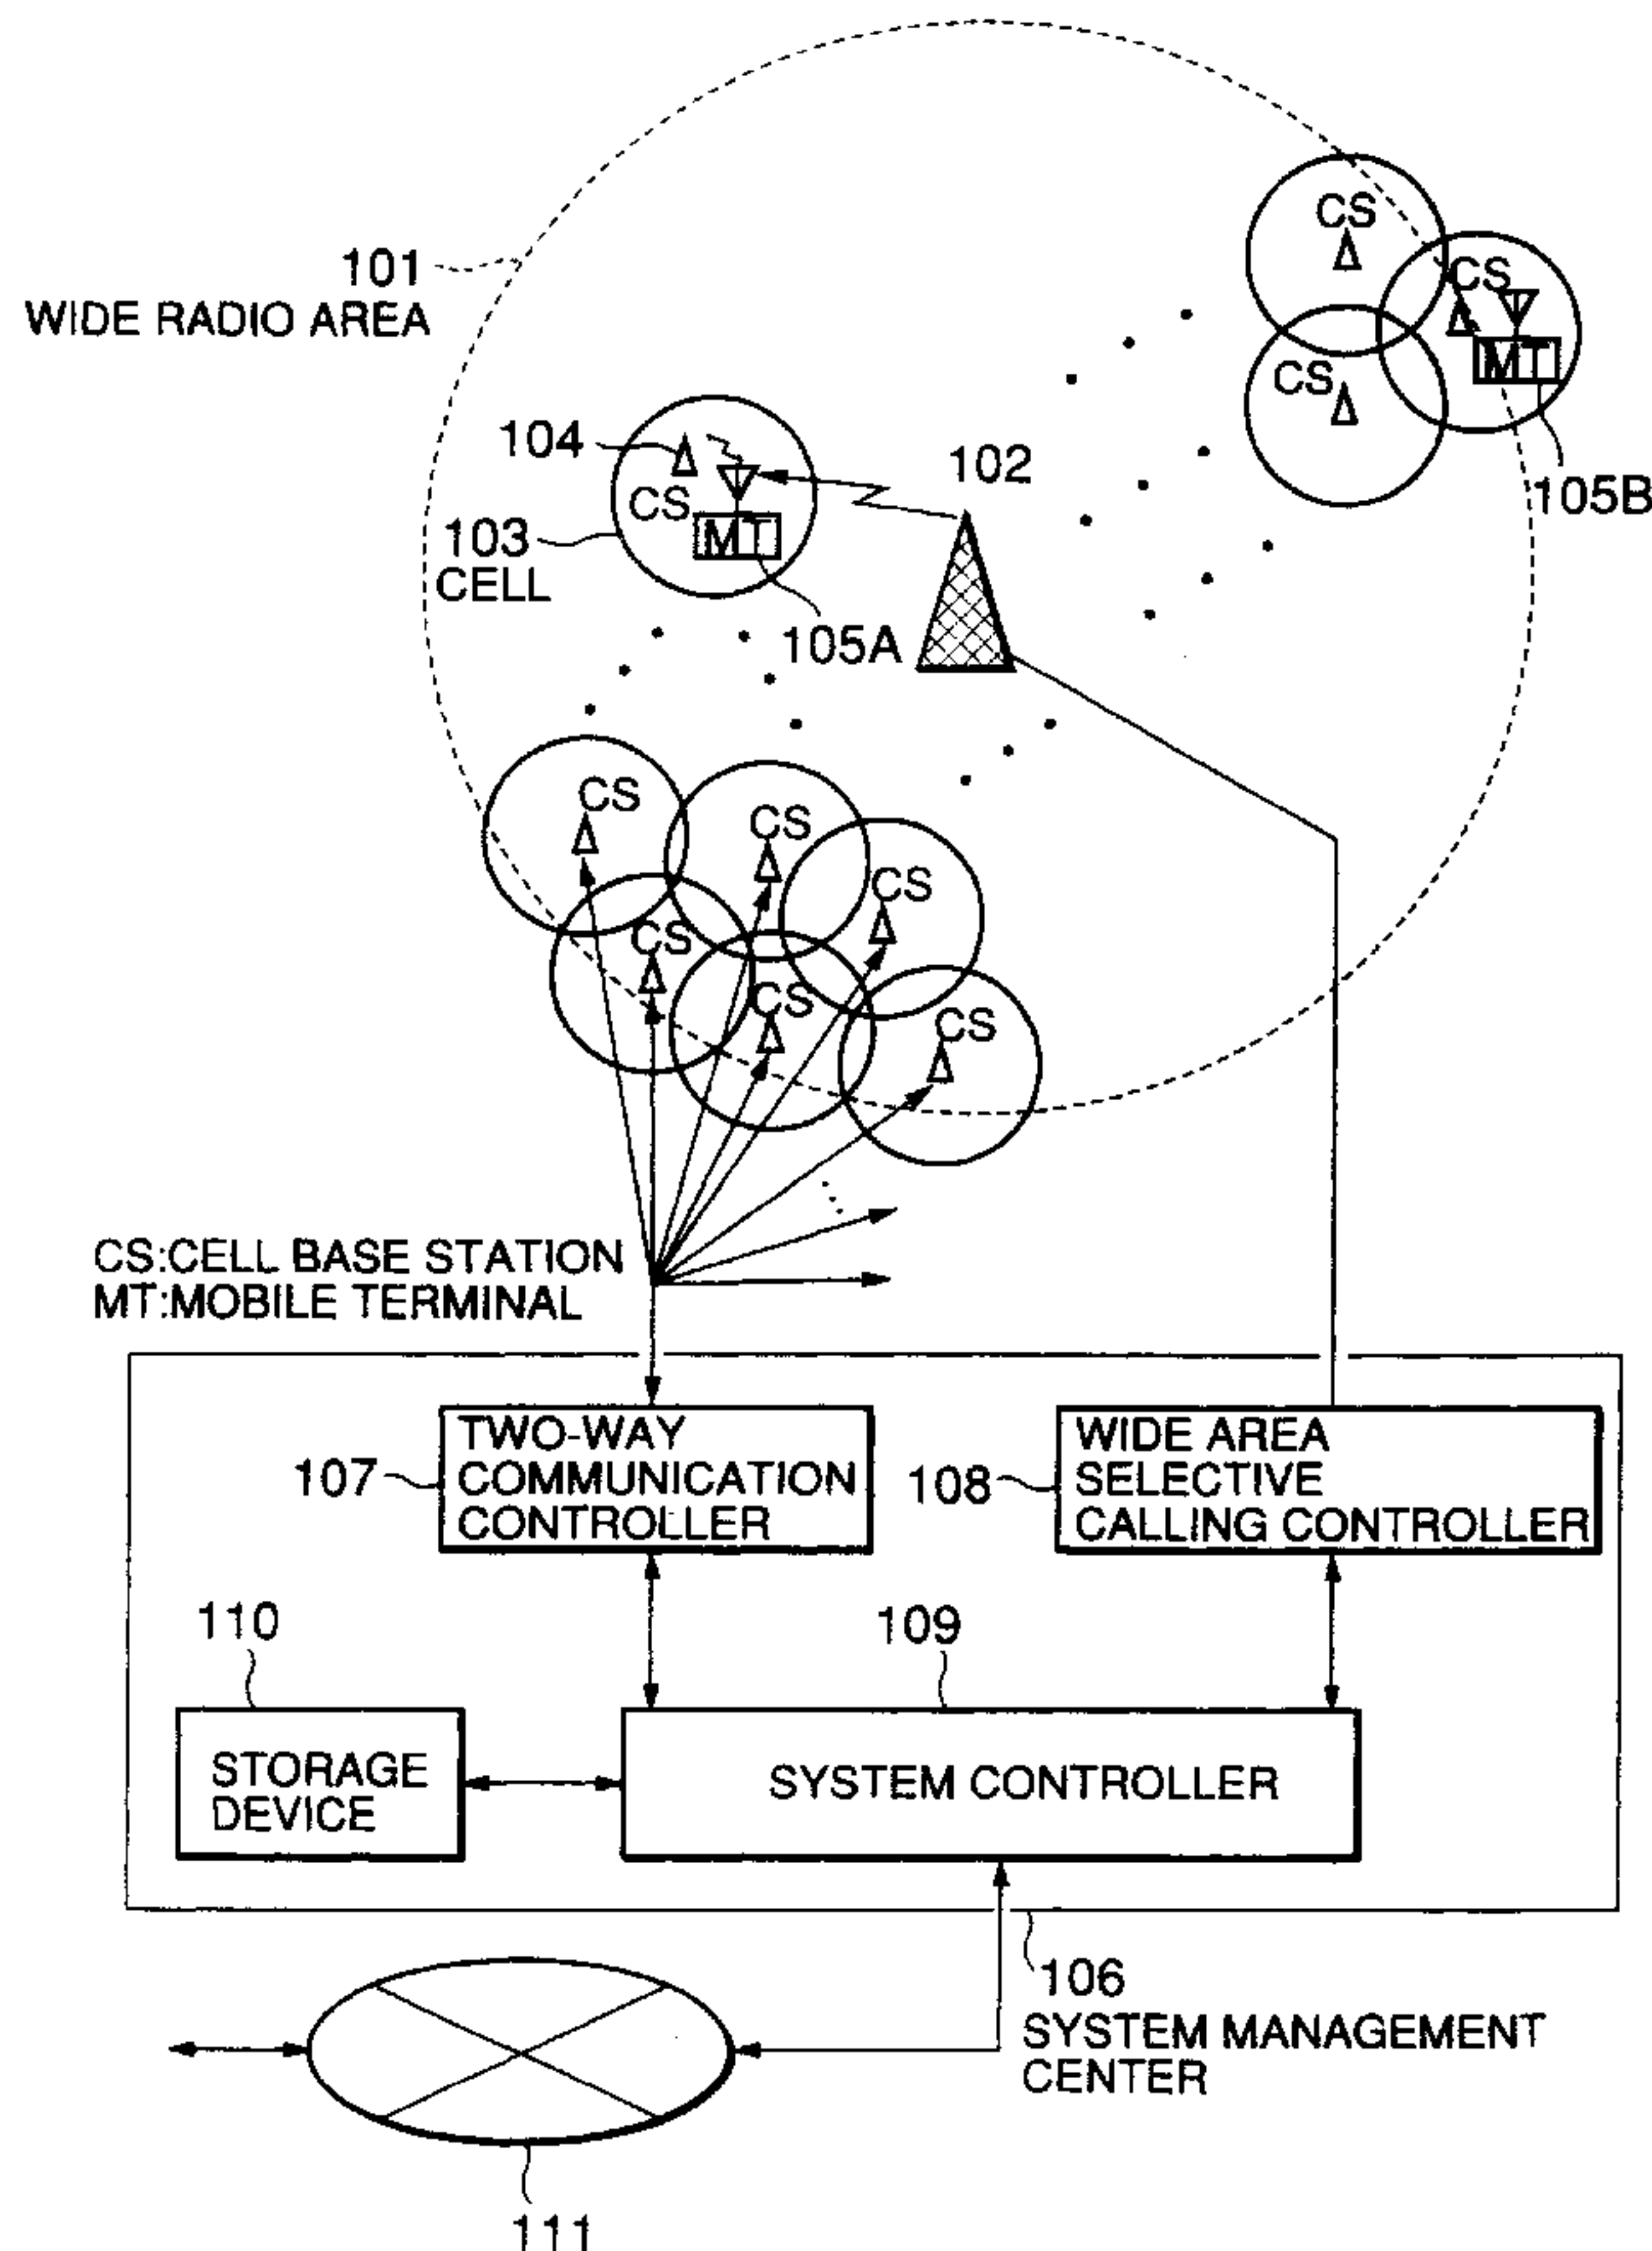 101
WIDE RADIO AREA
CS
CS
MT
CS
105B
104
CS
MT
103
CELL
105A
102
CS
CS
CS
CS
CS
CS
CS:CELL BASE STATION
MT:MOBILE TERMINAL
TWO-WAY
COMMUNICATION
CONTROLLER
107
WIDE AREA
SELECTIVE
CALLING CONTROLLER
108
110
109
STORAGE
DEVICE
SYSTEM CONTROLLER
106
SYSTEM MANAGEMENT
CENTER
111